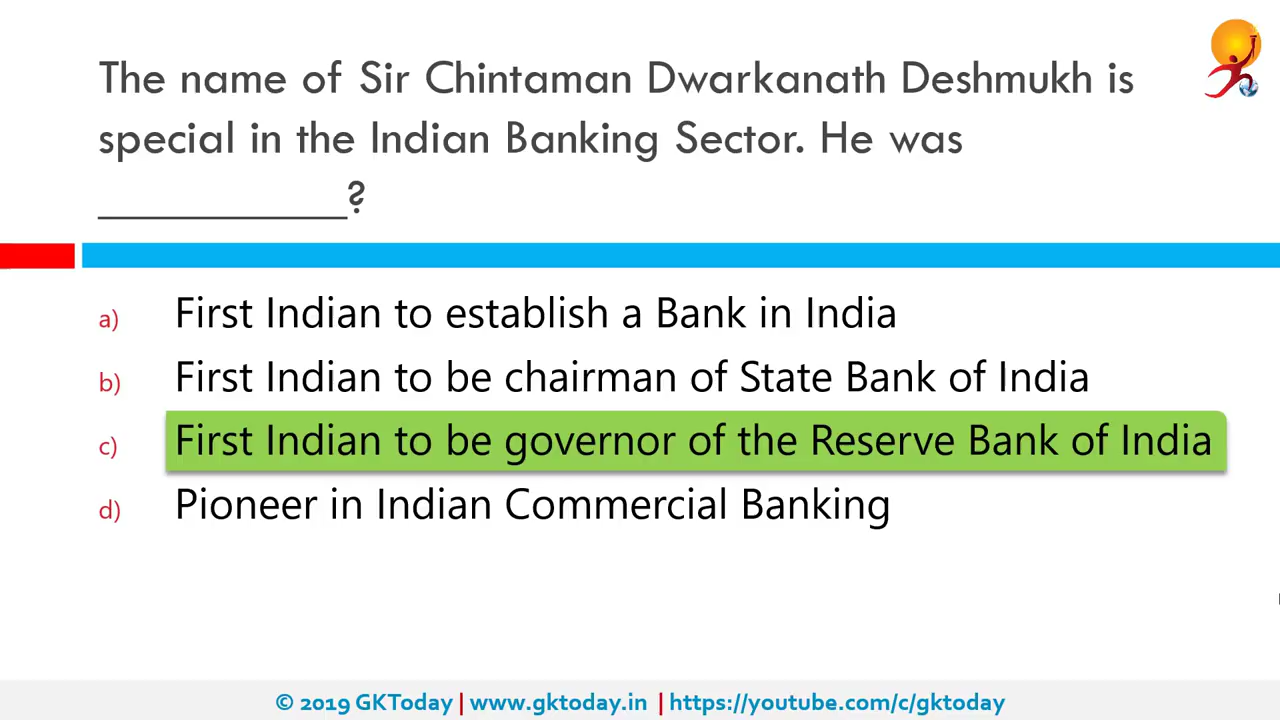 The name of Sir Chintaman Dwarkanath Deshmukh is
special in the Indian Banking Sector. He was
___________?
a) First Indian to establish a Bank in India
b) First Indian to be chairman of State Bank of India
c) First Indian to be governor of the Reserve Bank of India
d) Pioneer in Indian Commercial Banking
© 2019 GKToday | www.gktoday.in | https://youtube.com/c/gktoday